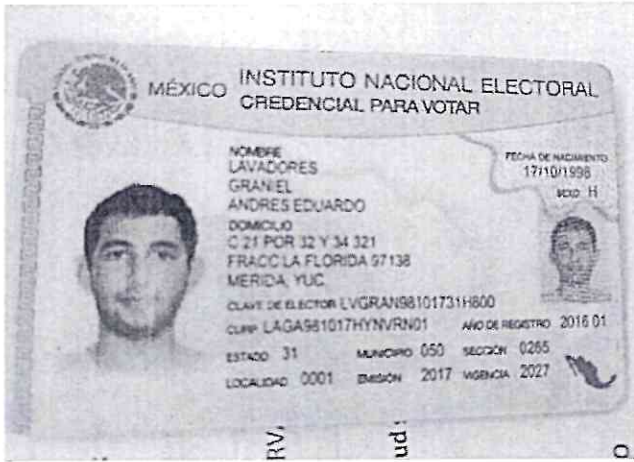 MÉXICO INSTITUTO NACIONAL ELECTORAL
CREDENCIAL PARA VOTAR
NOMBRE
LAVADORES
GRANIEL
ANDRES EDUARDO
FECHA DE NACIMIENTO
17/10/1998
SEXO H
DOMICILIO
C 21 POR 32 Y 34 321
FRACC LA FLORIDA 97138
MERIDA, YUC.
CLAVE DE ELECTOR LVGRAN98101731H800
CURP LAGA981017HYNVRN01 AÑO DE REGISTRO 2016 01
ESTADO 31 MUNICIPIO 050 SECCIÓN 0265
LOCALIDAD 0001 EMISIÓN 2017 VIGENCIA 2027
RV.
ud